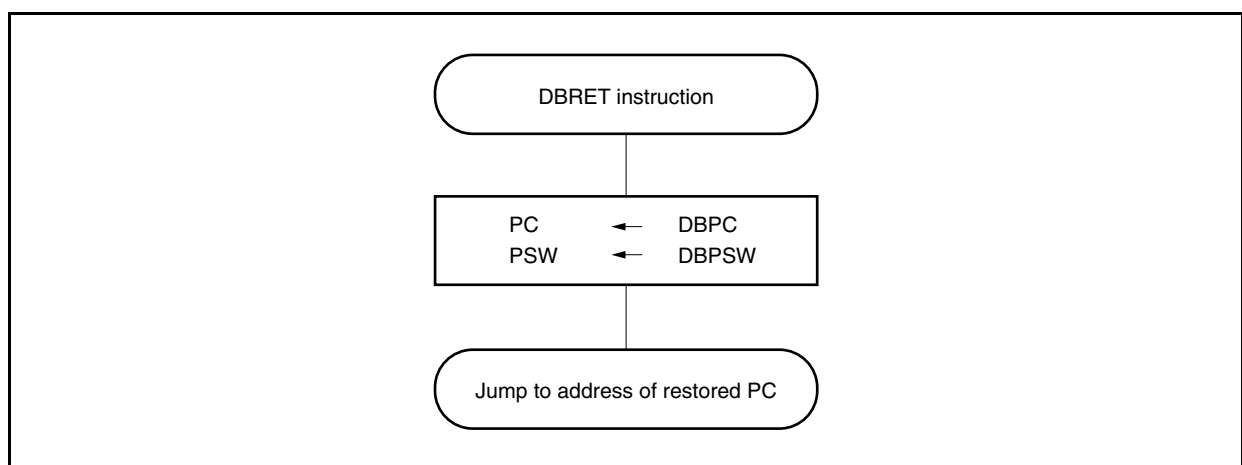 DBRET instruction
PC ← DBPC
PSW ← DBPSW
Jump to address of restored PC